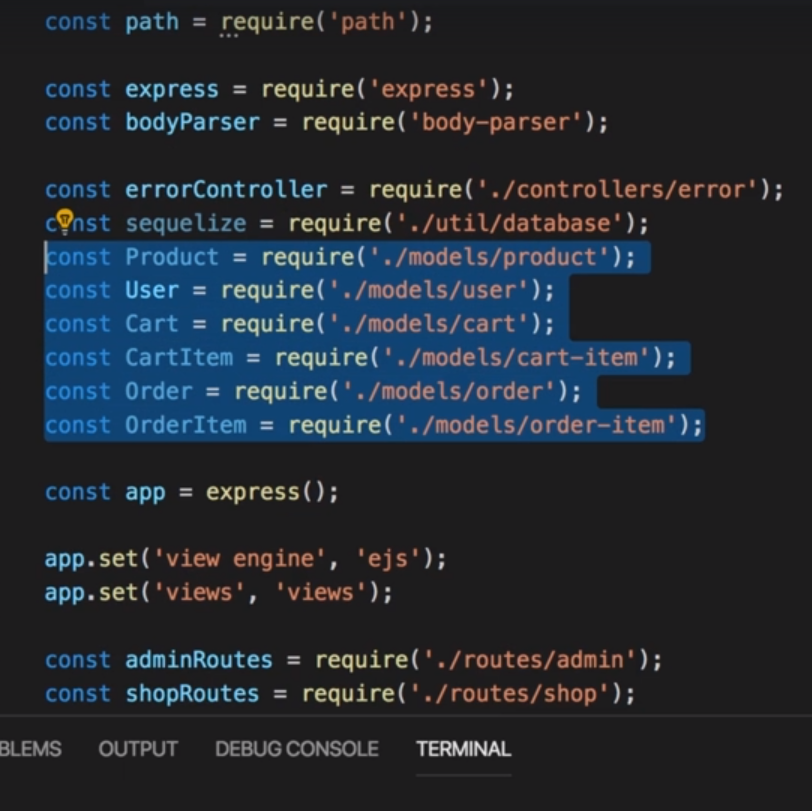 const path = require('path');
const express = require('express');
const bodyParser = require('body-parser');
const errorController = require('./controllers/error');
const sequelize = require('./util/database');
const Product = require('./models/product');
const User = require('./models/user');
const Cart = require('./models/cart');
const CartItem = require('./models/cart-item');
const Order = require('./models/order');
const OrderItem = require('./models/order-item');
const app = express();
app.set('view engine', 'ejs');
app.set('views', 'views');
const adminRoutes = require('./routes/admin');
const shopRoutes = require('./routes/shop');
BLEMS OUTPUT DEBUG CONSOLE TERMINAL